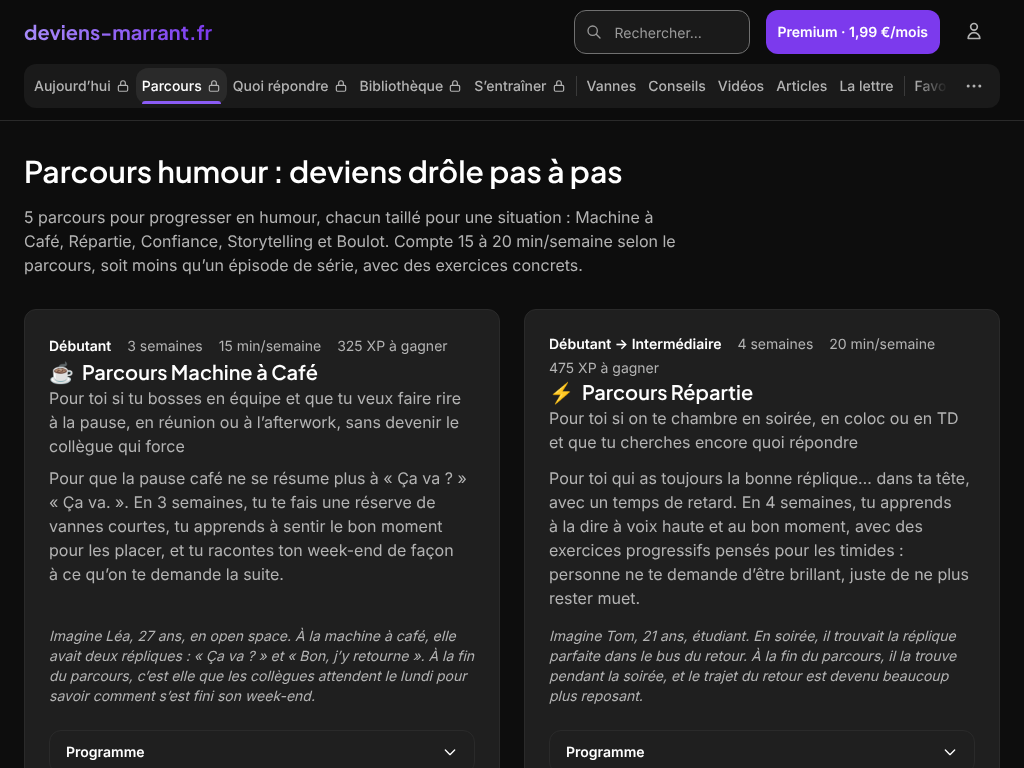 deviens-marrant.fr
Rechercher...
Premium · 1,99 €/mois
Aujourd’hui
Parcours
Quoi répondre
Bibliothèque
S’entraîner
Vannes
Conseils
Vidéos
Articles
La lettre
Parcours humour : deviens drôle pas à pas
5 parcours pour progresser en humour, chacun taillé pour une situation : Machine à
Café, Répartie, Confiance, Storytelling et Boulot. Compte 15 à 20 min/semaine selon le
parcours, soit moins qu’un épisode de série, avec des exercices concrets.
Débutant 3 semaines 15 min/semaine 325 XP à gagner
☕ Parcours Machine à Café
Pour toi si tu bosses en équipe et que tu veux faire rire
à la pause, en réunion ou à l’afterwork, sans devenir le
collègue qui force
Pour que la pause café ne se résume plus à « Ça va ? »
« Ça va. ». En 3 semaines, tu te fais une réserve de
vannes courtes, tu apprends à sentir le bon moment
pour les placer, et tu racontes ton week-end de façon
à ce qu’on te demande la suite.
Imagine Léa, 27 ans, en open space. À la machine à café, elle
avait deux répliques : « Ça va ? » et « Bon, j’y retourne ». À la fin
du parcours, c’est elle que les collègues attendent le lundi pour
savoir comment s’est fini son week-end.
Programme
Débutant → Intermédiaire 4 semaines 20 min/semaine
475 XP à gagner
⚡ Parcours Répartie
Pour toi si on te chambre en soirée, en coloc ou en TD
et que tu cherches encore quoi répondre
Pour toi qui as toujours la bonne réplique… dans ta tête,
avec un temps de retard. En 4 semaines, tu apprends
à la dire à voix haute et au bon moment, avec des
exercices progressifs pensés pour les timides :
personne ne te demande d’être brillant, juste de ne plus
rester muet.
Imagine Tom, 21 ans, étudiant. En soirée, il trouvait la réplique
parfaite dans le bus du retour. À la fin du parcours, il la trouve
pendant la soirée, et le trajet du retour est devenu beaucoup
plus reposant.
Programme